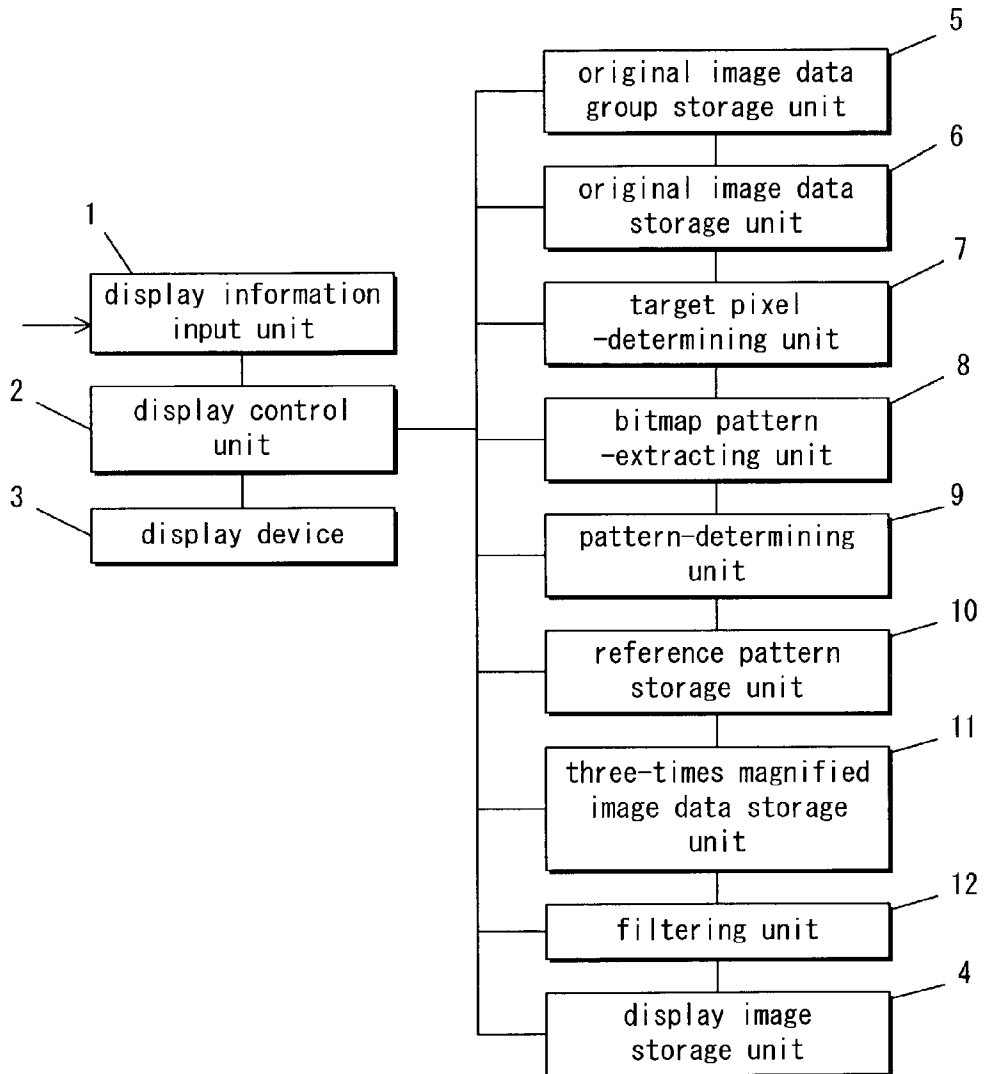 1
display information
input unit
2
display control
unit
3
display device
5
original image data
group storage unit
6
original image data
storage unit
7
target pixel
-determining unit
8
bitmap pattern
-extracting unit
9
pattern-determining
unit
10
reference pattern
storage unit
11
three-times magnified
image data storage
unit
12
filtering unit
4
display image
storage unit